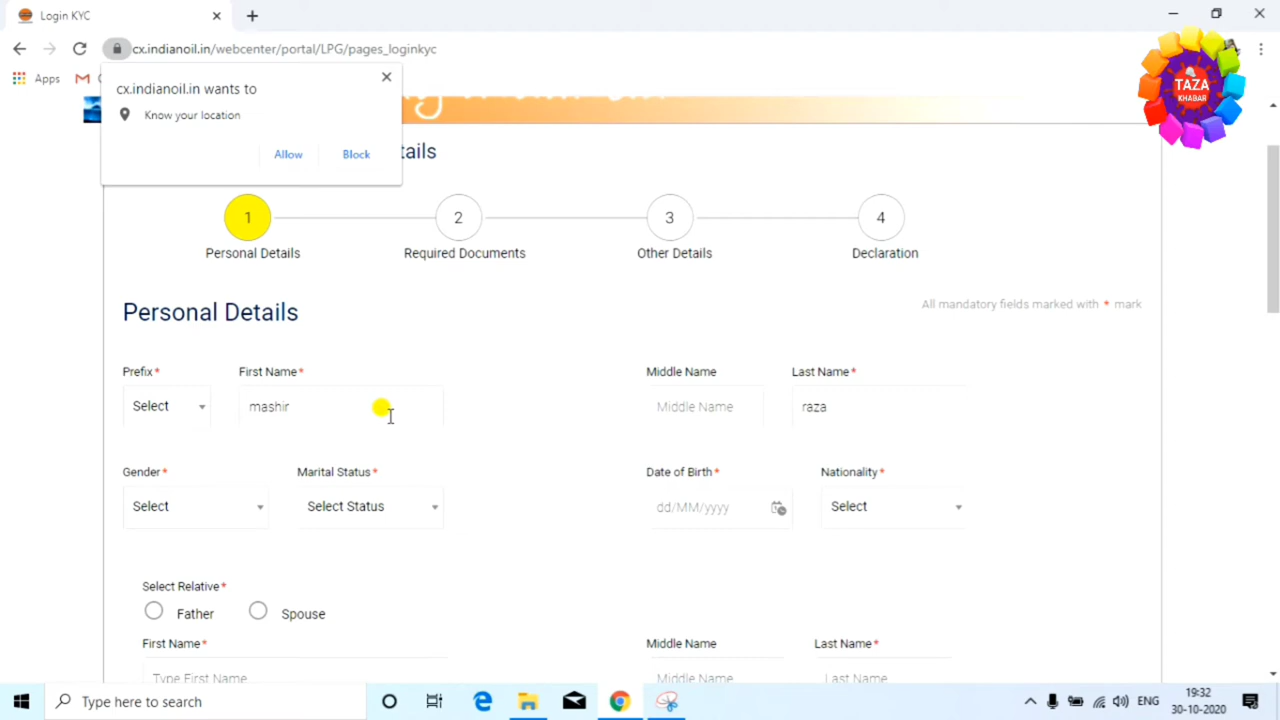 Login KYC
cx.indianoil.in/webcenter/portal/LPG/pages_loginkyc
Apps
cx.indianoil.in wants to
Know your location
Allow Block
TAZA
KHABAR
tails
1 2 3 4
Personal Details Required Documents Other Details Declaration
Personal Details
All mandatory fields marked with * mark
Prefix* First Name* Middle Name Last Name*
Select mashir Middle Name raza
Gender* Marital Status* Date of Birth* Nationality*
Select Select Status dd/MM/yyyy Select
Select Relative*
Father Spouse
First Name* Middle Name Last Name*
Type First Name Middle Name Last Name
Type here to search
ENG
19:32
30-10-2020